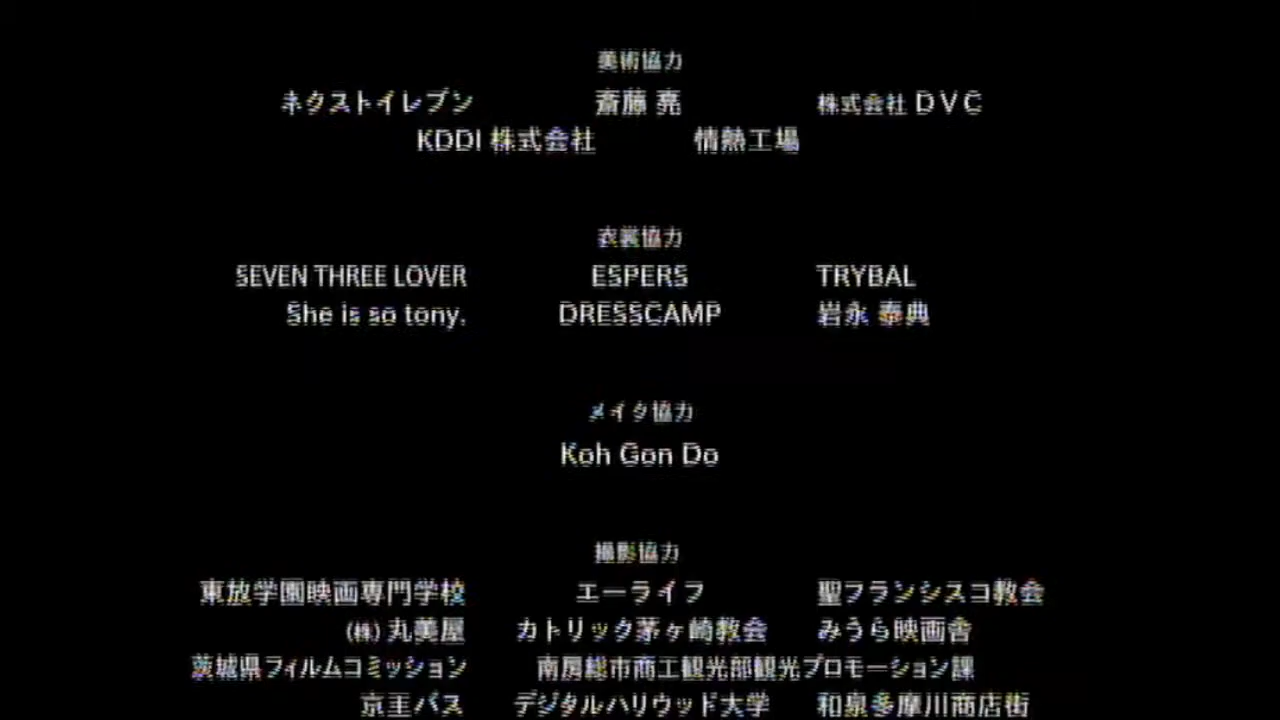 美術協力
ネクストイレブン 斎藤 亮 株式会社 DVC
KDDI 株式会社 情熱工場
衣裳協力
SEVEN THREE LOVER ESPERS TRYBAL
She is so tony. DRESSCAMP 岩永 泰典
メイク協力
Koh Gen Do
撮影協力
東放学園映画専門学校 エーライフ 聖フランシスコ教会
(株) 丸美屋 カトリック茅ヶ崎教会 みうら映画舎
茨城県フィルムコミッション 南房総市商工観光部観光プロモーション課
京王バス デジタルハリウッド大学 和泉多摩川商店街